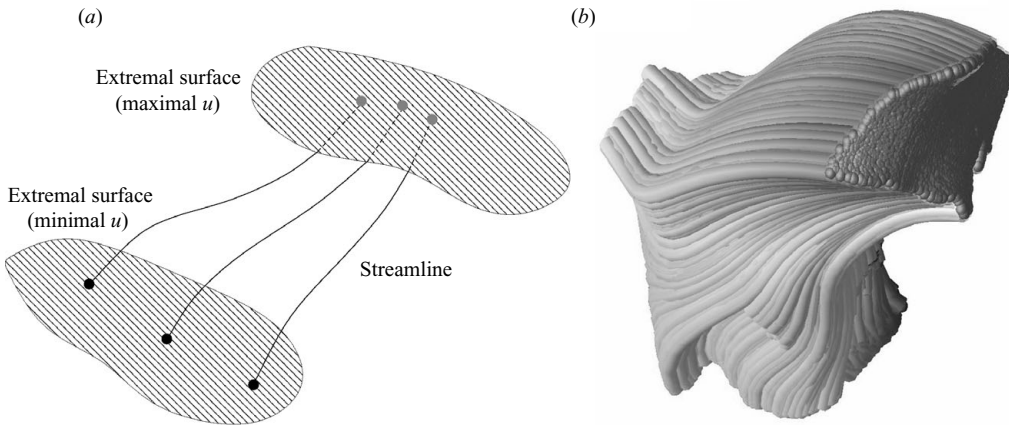 (a)
(b)
Extremal surface
(maximal u)
Extremal surface
(minimal u)
Streamline